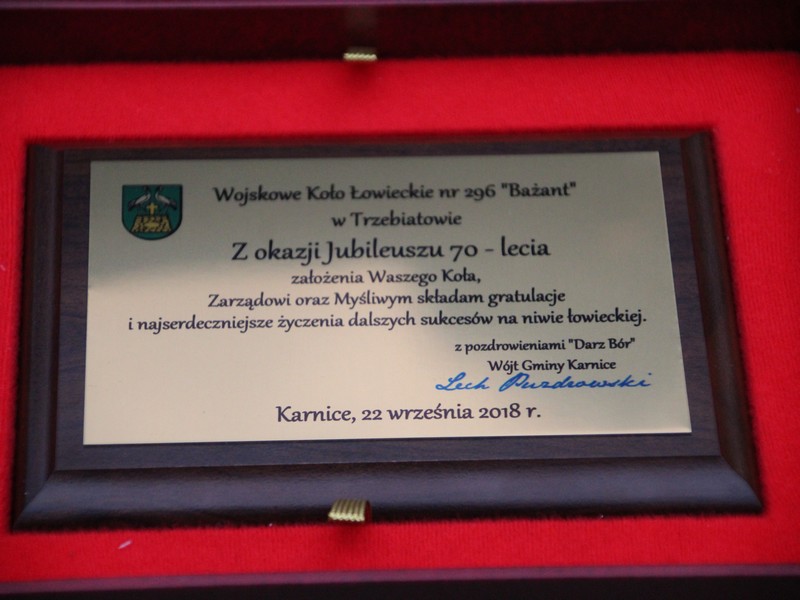 Wojskowe Koło Łowieckie nr 296 "Bażant"
w Trzebiatowie
Z okazji Jubileuszu 70 - lecia
założenia Waszego Koła,
Zarządowi oraz Myśliwym składam gratulacje
i najserdeczniejsze życzenia dalszych sukcesów na niwie łowieckiej.
z pozdrowieniami "Darz Bór"
Wójt Gminy Karnice
Lech Puzdrowski
Karnice, 22 września 2018 r.